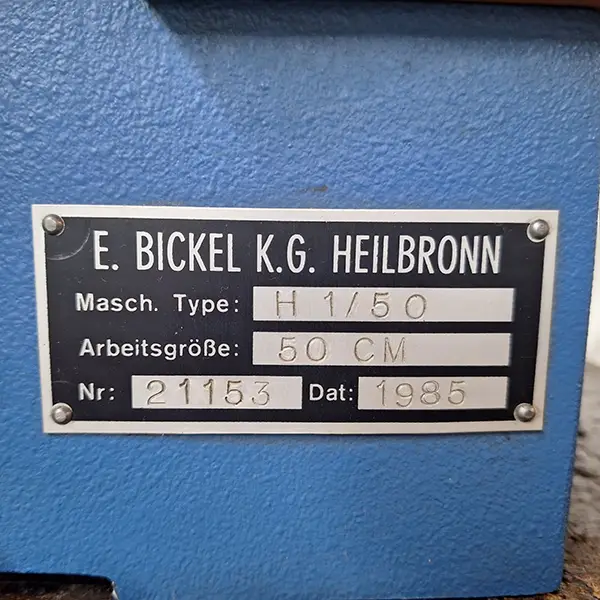 E. BICKEL K.G. HEILBRONN
Masch. Type: H 1/50
Arbeitsgröße: 50 CM
Nr: 21153 Dat: 1985